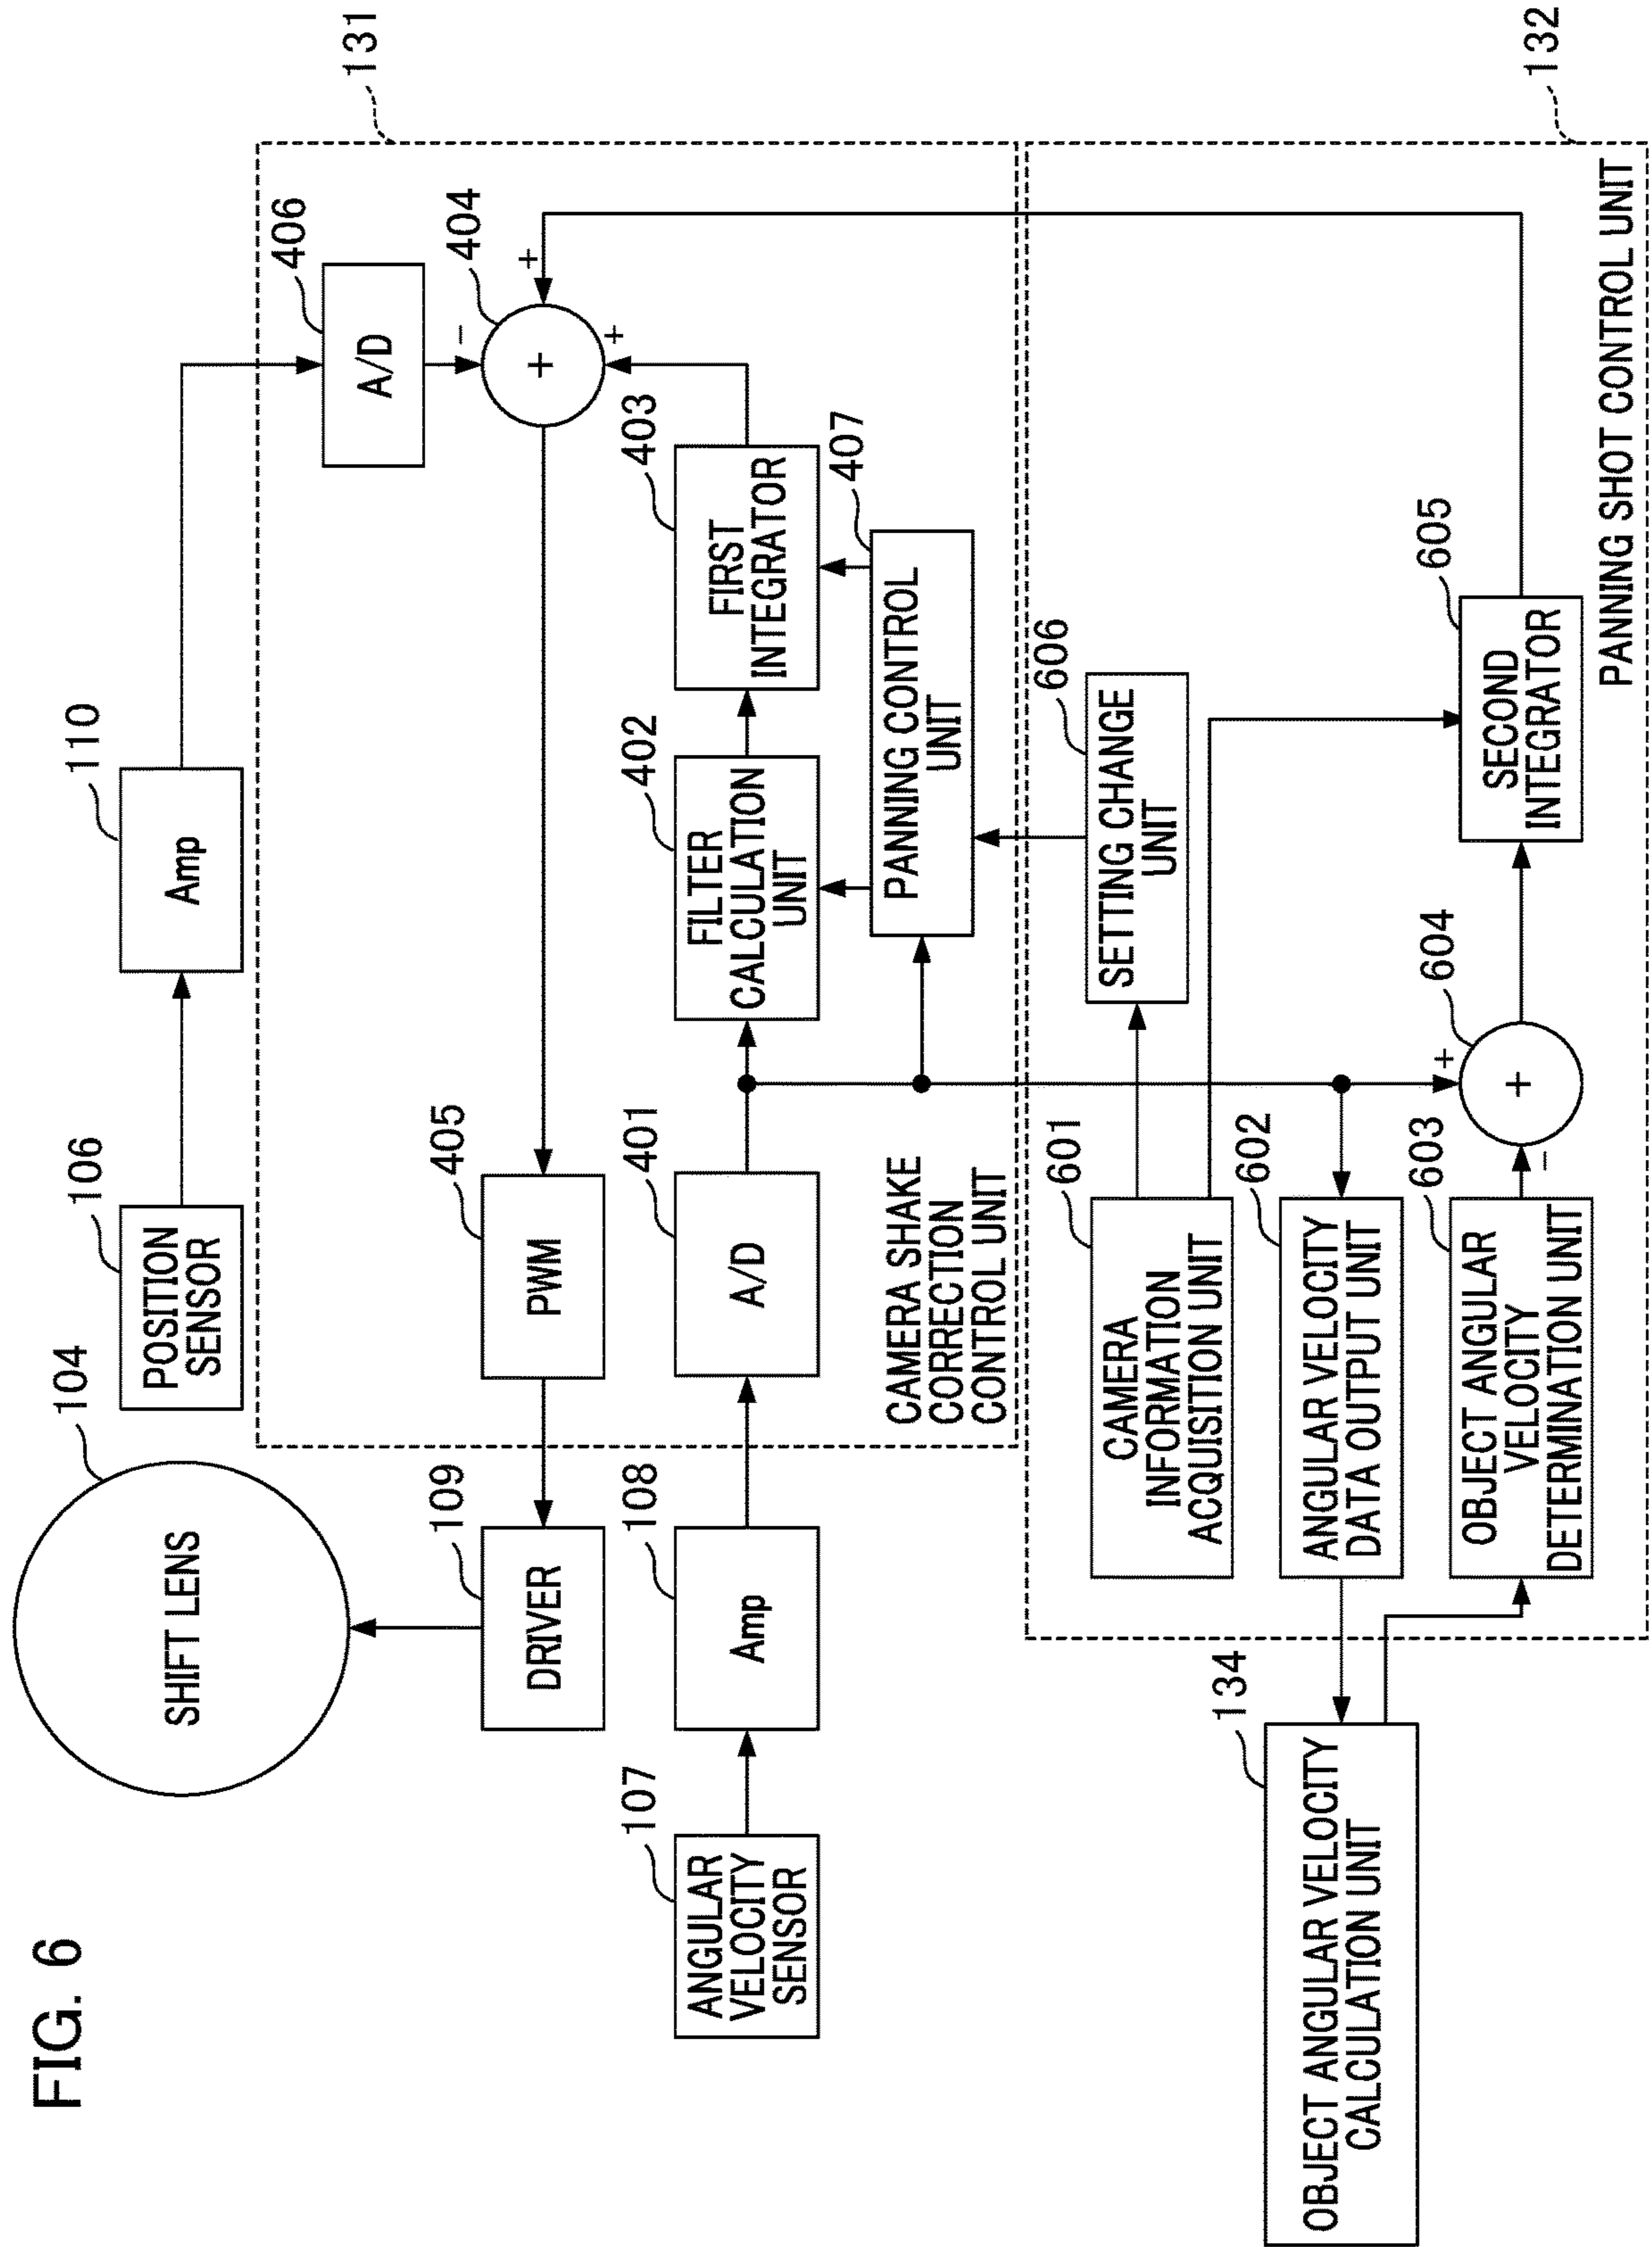 FIG. 6
104
SHIFT LENS
106
POSITION
SENSOR
110
Amp
131
109
DRIVER
405
PWM
404
+
+
+
−
406
A/D
107
ANGULAR
VELOCITY
SENSOR
108
Amp
401
A/D
402
FILTER
CALCULATION
UNIT
403
FIRST
INTEGRATOR
407
PANNING CONTROL
UNIT
CAMERA SHAKE
CORRECTION
CONTROL UNIT
132
601
CAMERA
INFORMATION
ACQUISITION UNIT
606
SETTING CHANGE
UNIT
134
OBJECT ANGULAR VELOCITY
CALCULATION UNIT
602
ANGULAR VELOCITY
DATA OUTPUT UNIT
603
OBJECT ANGULAR
VELOCITY
DETERMINATION UNIT
604
+
+
−
605
SECOND
INTEGRATOR
PANNING SHOT CONTROL UNIT